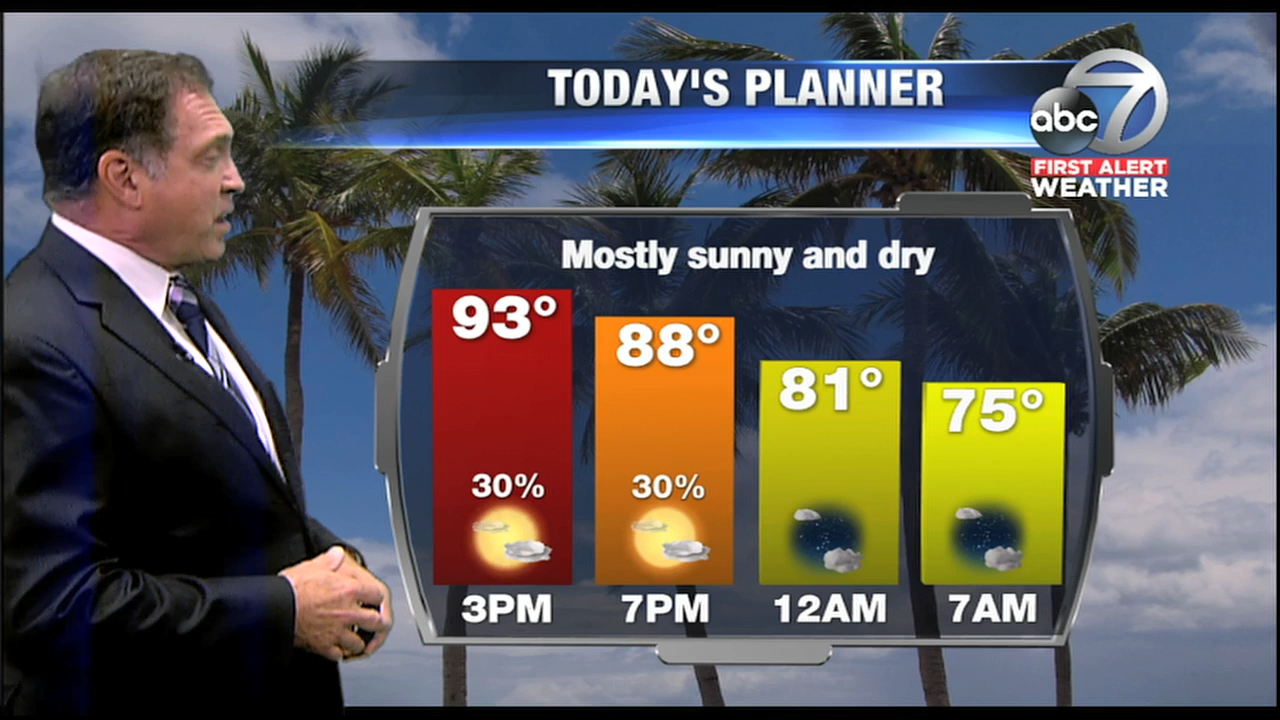 TODAY'S PLANNER
abc 7
FIRST ALERT
WEATHER
Mostly sunny and dry
93° 88° 81° 75°
30% 30%
3PM 7PM 12AM 7AM